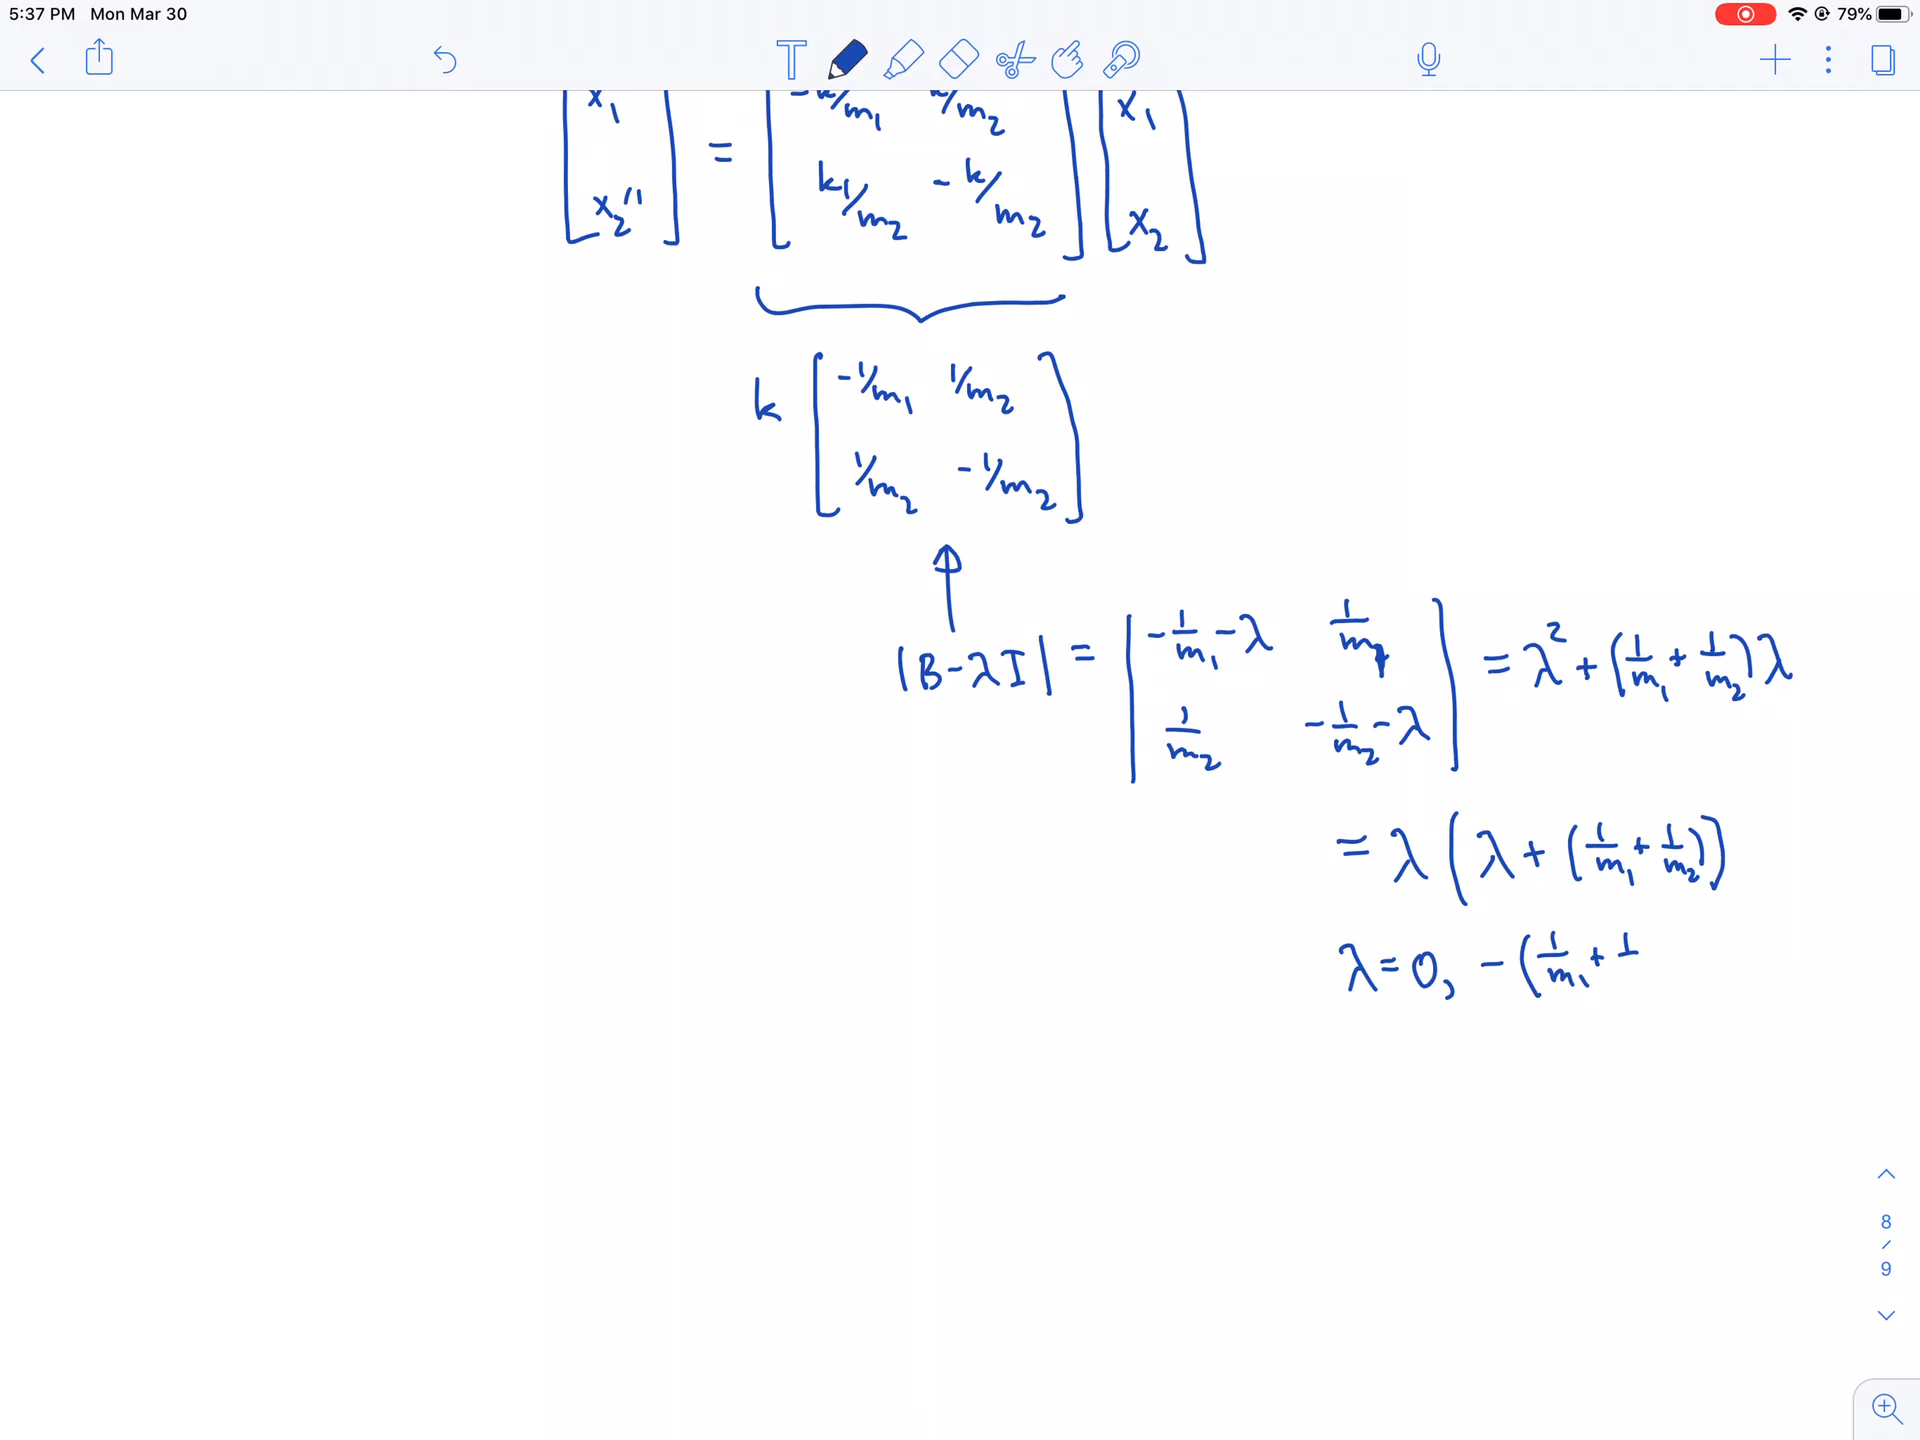 5:37 PM Mon Mar 30 79%
T
[x₁ x₂''] = [-k/m₁ k/m₂ k/m₂ -k/m₂] [x₁ x₂]
k [-1/m₁ 1/m₂ 1/m₂ -1/m₂]
|B-λI| = |-1/m₁-λ 1/m₁ 1/m₂ -1/m₂-λ| = λ² + (1/m₁ + 1/m₂)λ
= λ(λ + (1/m₁ + 1/m₂))
λ = 0, -(1/m₁ + 1
8
/
9